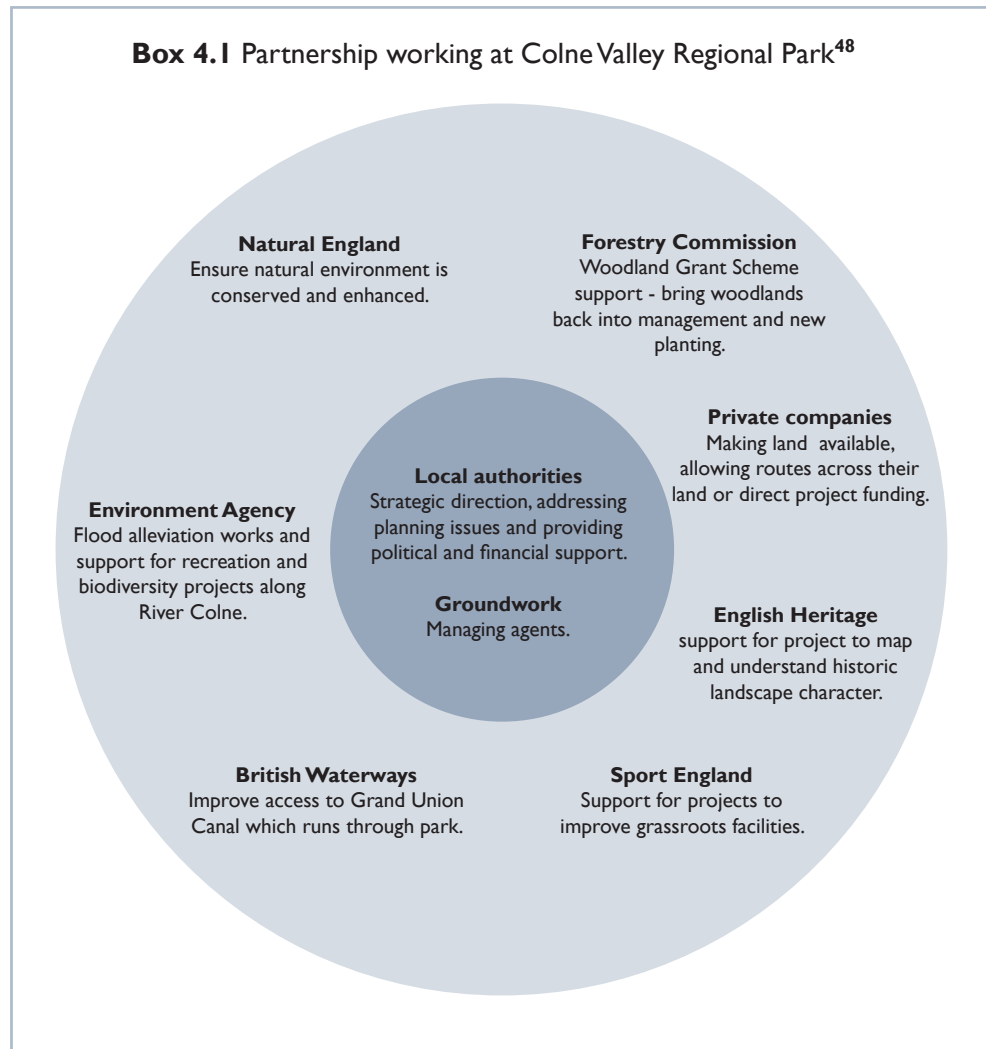 Box 4.1 Partnership working at Colne Valley Regional Park48
Natural England
Ensure natural environment is
conserved and enhanced.
Forestry Commission
Woodland Grant Scheme
support - bring woodlands
back into management and new
planting.
Private companies
Making land available,
allowing routes across their
land or direct project funding.
Local authorities
Strategic direction, addressing
planning issues and providing
political and financial support.
Groundwork
Managing agents.
Environment Agency
Flood alleviation works and
support for recreation and
biodiversity projects along
River Colne.
English Heritage
support for project to map
and understand historic
landscape character.
British Waterways
Improve access to Grand Union
Canal which runs through park.
Sport England
Support for projects to
improve grassroots facilities.